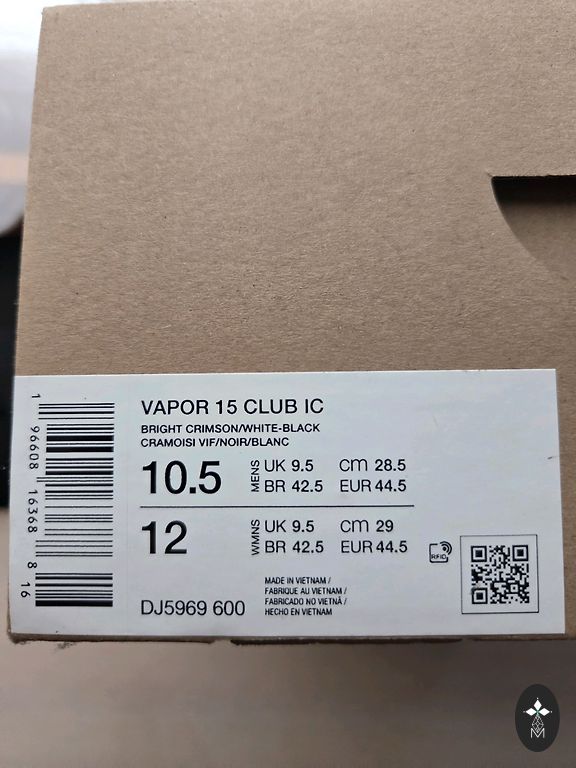 VAPOR 15 CLUB IC
BRIGHT CRIMSON/WHITE-BLACK
CRAMOISI VIF/NOIR/BLANC
10.5 MENS UK 9.5 cm 28.5
BR 42.5 EUR 44.5
12 WMNS UK 9.5 cm 29
BR 42.5 EUR 44.5
RFID
MADE IN VIETNAM /
FABRIQUE AU VIETNAM /
FABRICADO NO VIETNÃ /
HECHO EN VIETNAM
DJ5969 600
1 96608 16368 8 16
M